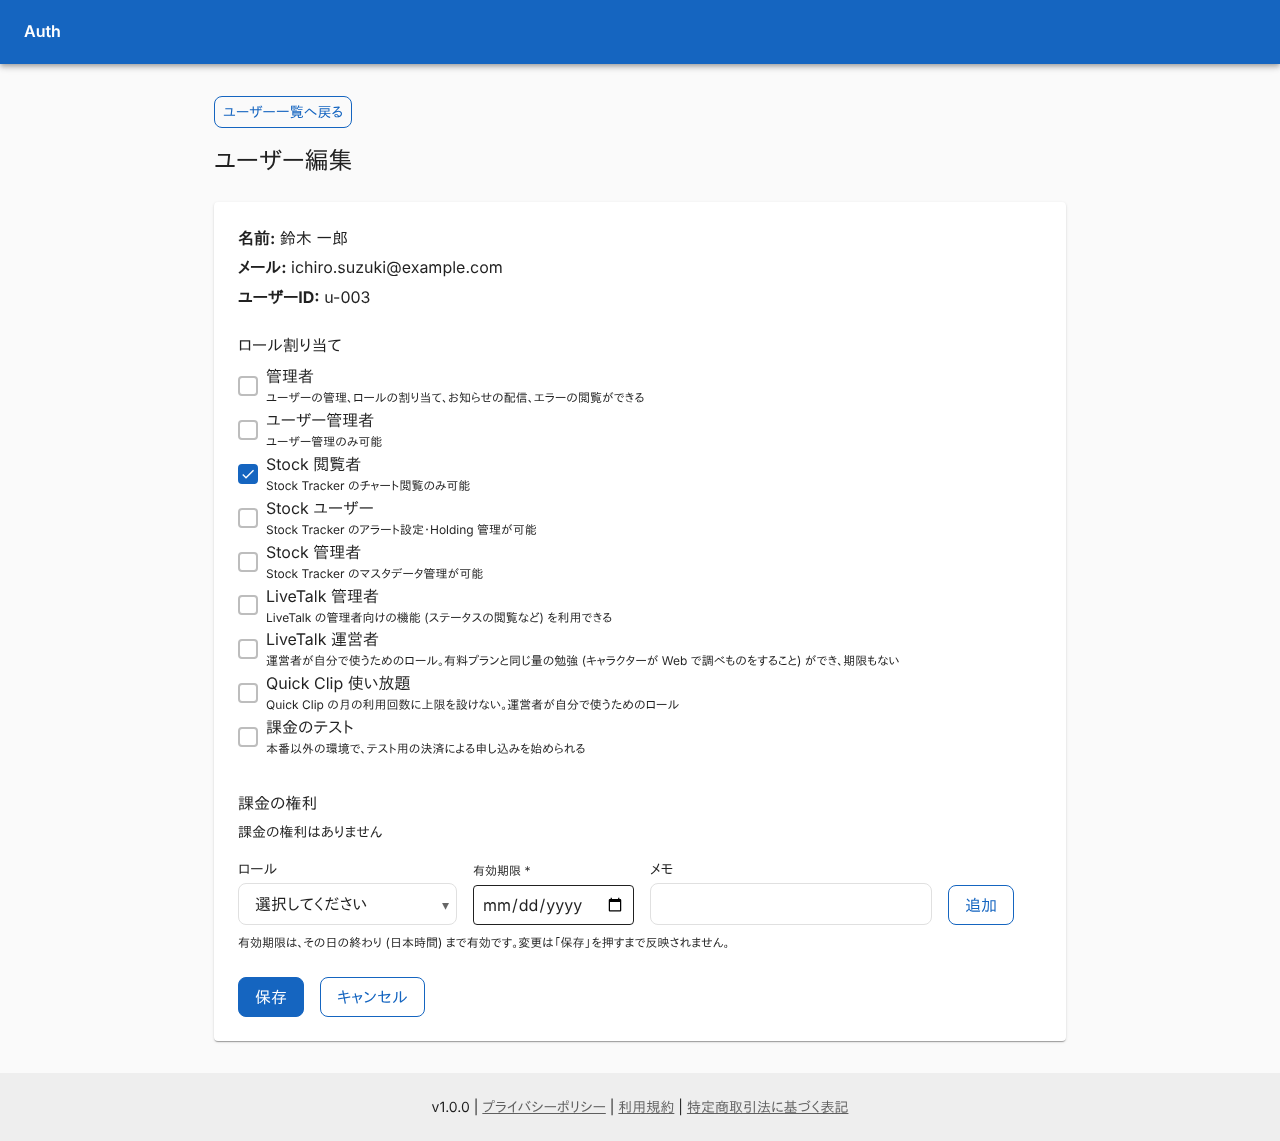 Auth
ユーザー一覧へ戻る
ユーザー編集
名前: 鈴木 一郎
メール: ichiro.suzuki@example.com
ユーザーID: u-003
ロール割り当て
管理者
ユーザーの管理、ロールの割り当て、お知らせの配信、エラーの閲覧ができる
ユーザー管理者
ユーザー管理のみ可能
Stock 閲覧者
Stock Tracker のチャート閲覧のみ可能
Stock ユーザー
Stock Tracker のアラート設定・Holding 管理が可能
Stock 管理者
Stock Tracker のマスタデータ管理が可能
LiveTalk 管理者
LiveTalk の管理者向けの機能 (ステータスの閲覧など) を利用できる
LiveTalk 運営者
運営者が自分で使うためのロール。有料プランと同じ量の勉強 (キャラクターが Web で調べものをすること) ができ、期限もない
Quick Clip 使い放題
Quick Clip の月の利用回数に上限を設けない。運営者が自分で使うためのロール
課金のテスト
本番以外の環境で、テスト用の決済による申し込みを始められる
課金の権利
課金の権利はありません
ロール 有効期限 * メモ
選択してください mm/dd/yyyy 追加
有効期限は、その日の終わり (日本時間) まで有効です。変更は「保存」を押すまで反映されません。
保存 キャンセル
v1.0.0 | プライバシーポリシー | 利用規約 | 特定商取引法に基づく表記